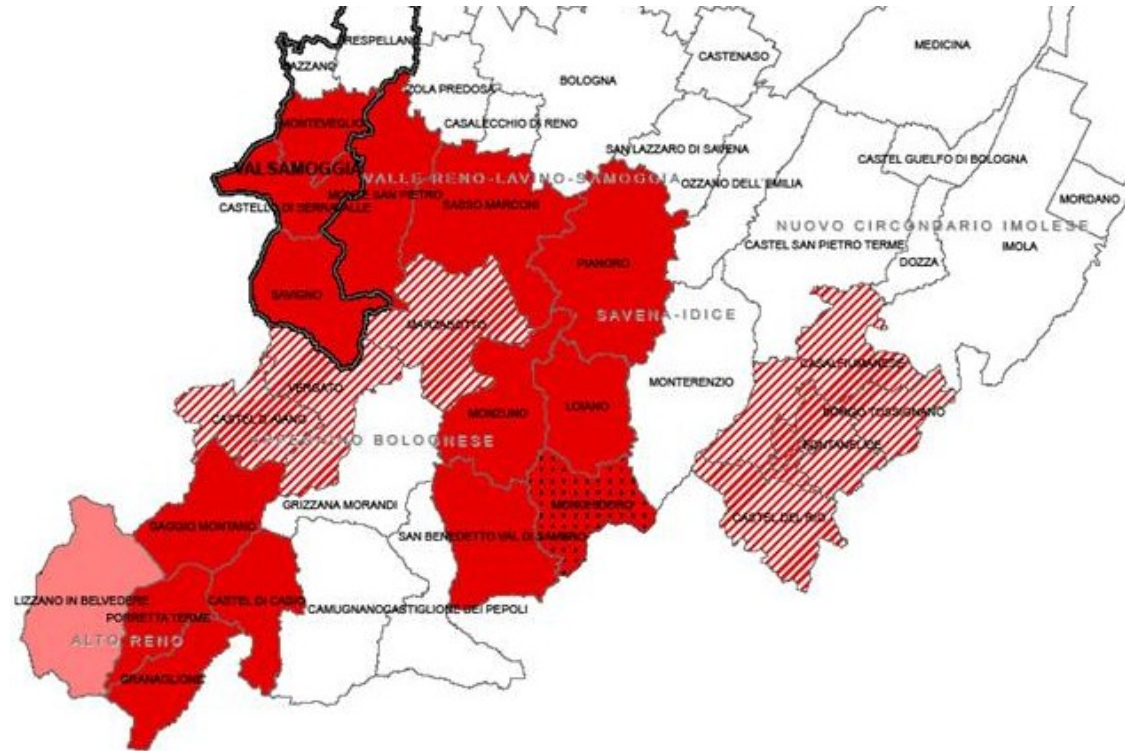 CRESPELLANO
BAZZANO
ZOLA PREDOSA
BOLOGNA
CASTENASO
MEDICINA
MONTEVEGLIO
CASALECCHIO DI RENO
SAN LAZZARO DI SAVENA
CASTEL GUELFO DI BOLOGNA
VALSAMOGGIA
VALLE RENO-LAVINO-SAMOGGIA
OZZANO DELL'EMILIA
MORDANO
MONTE SAN PIETRO
CASTELLO DI SERRAVALLE
SASSO MARCONI
NUOVO CIRCONDARIO IMOLESE
CASTEL SAN PIETRO TERME
IMOLA
PIANORO
DOZZA
SAVIGNO
SAVENA-IDICE
MARZABOTTO
CASALFIUMANESE
VERGATO
MONTERENZIO
LOIANO
MONZUNO
BORGO TOSSIGNANO
CASTEL D'AIANO
APPENNINO BOLOGNESE
FONTANELICE
GRIZZANA MORANDI
MONGHIDORO
CASTEL DEL RIO
GAGGIO MONTANO
SAN BENEDETTO VAL DI SAMBRO
LIZZANO IN BELVEDERE
CASTEL DI CASIO
CAMUGNANO
CASTIGLIONE DEI PEPOLI
PORRETTA TERME
ALTO RENO
GRANAGLIONE